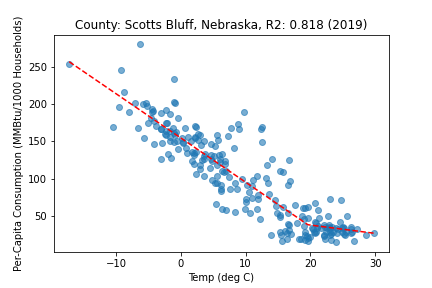 County: Scotts Bluff, Nebraska, R2: 0.818 (2019)
Per-Capita Consumption (MMBtu/1000 Households)
250
200
150
100
50
−10 0 10 20 30
Temp (deg C)